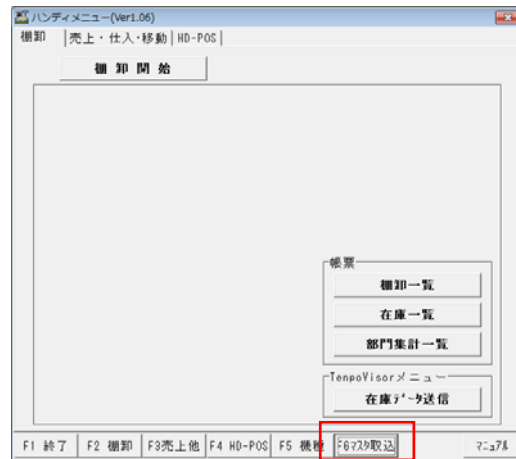 ハンディメニュー(Ver1.06)
棚卸 売上・仕入・移動 HD-POS
棚 卸 開 始
帳票
棚卸一覧
在庫一覧
部門集計一覧
TenpoVisorメニュー
在庫ﾃﾞｰﾀ送信
F1 終了 F2 棚卸 F3売上他 F4 HD-POS F5 機種 F6ﾏｽﾀ取込 ﾏﾆｭｱﾙ